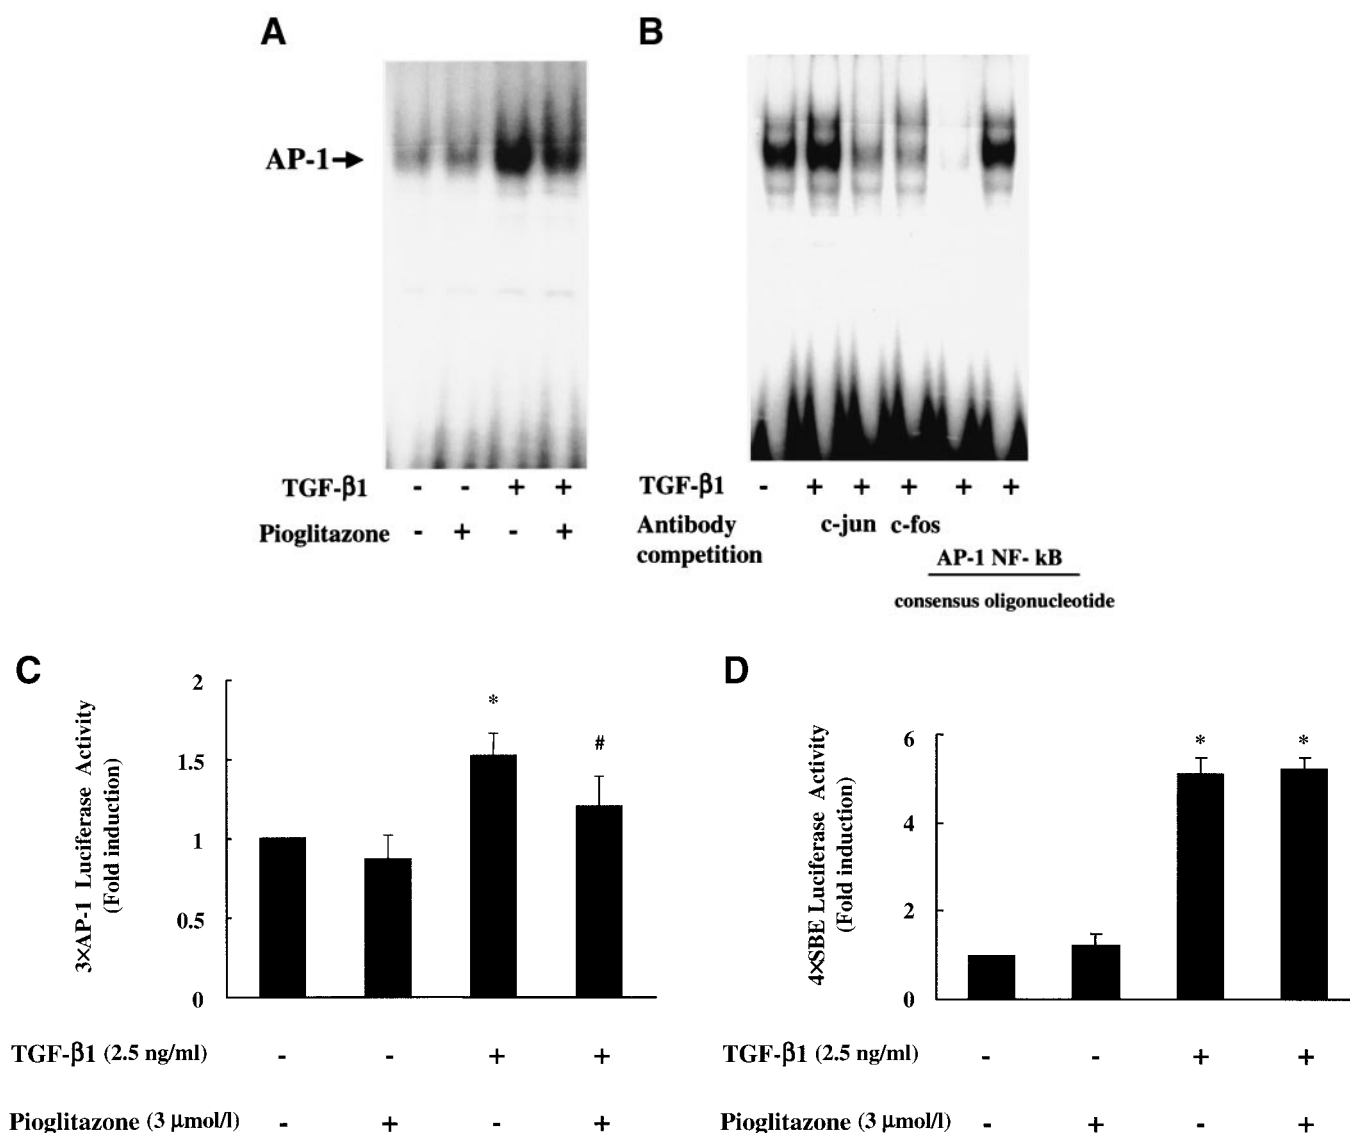 A
AP-1
TGF-β1 - - + +
Pioglitazone - + - +
B
TGF-β1 - + + + + +
Antibody competition c-jun c-fos
AP-1 NF- kB
consensus oligonucleotide
C
3×AP-1 Luciferase Activity
(Fold induction)
2
1.5
1
0.5
0
*
#
TGF-β1 (2.5 ng/ml) - - + +
Pioglitazone (3 μmol/l) - + - +
D
4×SBE Luciferase Activity
(Fold induction)
6
4
2
0
*
*
TGF-β1 (2.5 ng/ml) - - + +
Pioglitazone (3 μmol/l) - + - +